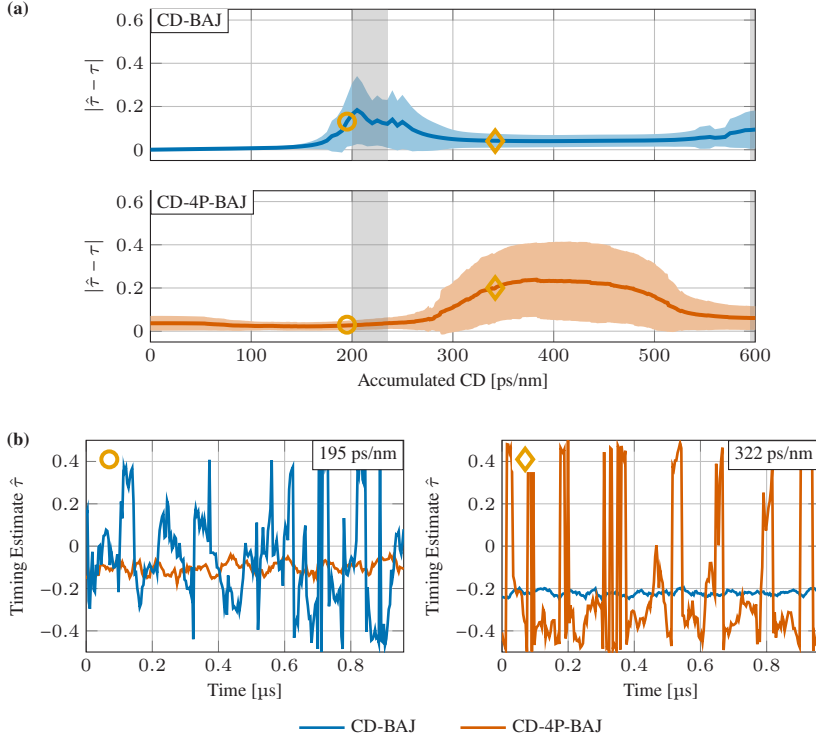 (a)
CD-BAJ
0.6
0.4
0.2
0
|τ̂ − τ|
CD-4P-BAJ
0.6
0.4
0.2
0
|τ̂ − τ|
0 100 200 300 400 500 600
Accumulated CD [ps/nm]
(b)
195 ps/nm
0.4
0.2
0
−0.2
−0.4
Timing Estimate τ̂
0 0.2 0.4 0.6 0.8
Time [µs]
322 ps/nm
0.4
0.2
0
−0.2
−0.4
Timing Estimate τ̂
0 0.2 0.4 0.6 0.8
Time [µs]
CD-BAJ CD-4P-BAJ